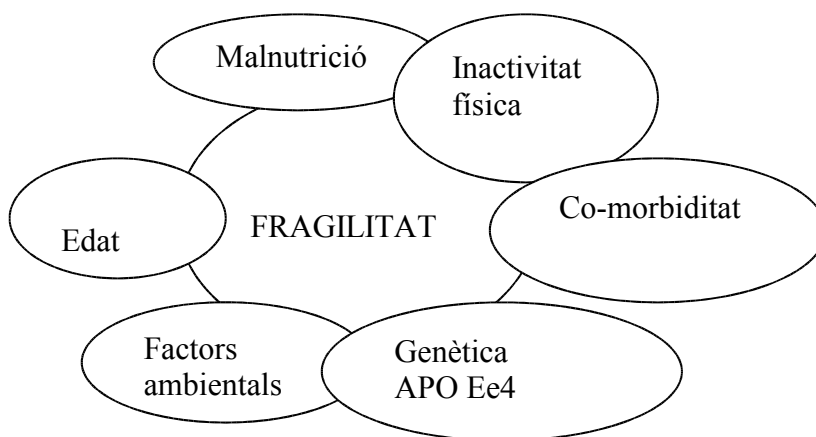 Malnutrició
Inactivitat
física
Co-morbiditat
FRAGILITAT
Edat
Factors
ambientals
Genètica
APO Ee4